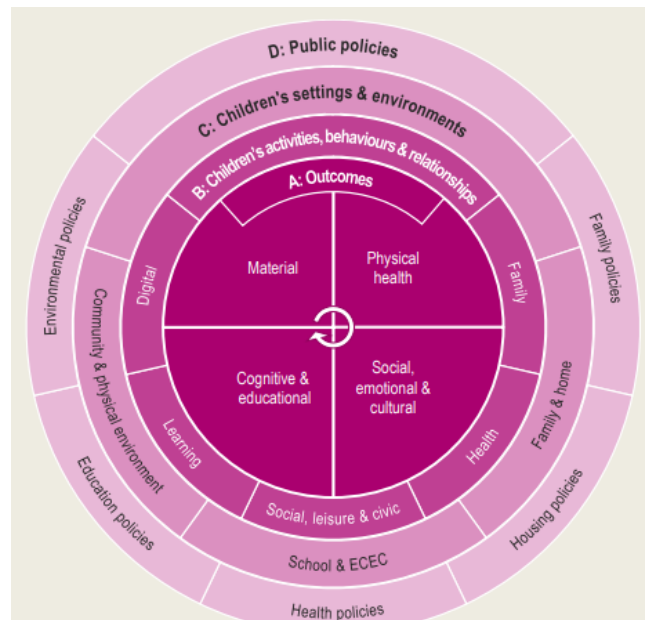 D: Public policies
C: Children's settings & environments
B: Children's activities, behaviours & relationships
A: Outcomes
Material
Physical
health
Cognitive &
educational
Social,
emotional &
cultural
Digital
Family
Learning
Health
Social, leisure & civic
Community & physical environment
Family & home
School & ECEC
Environmental policies
Family policies
Education policies
Housing policies
Health policies